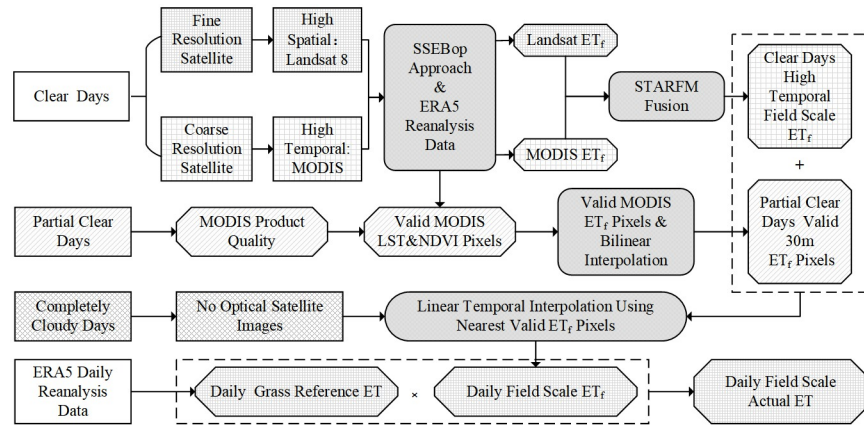 Clear Days
Fine
Resolution
Satellite
High
Spatial:
Landsat 8
Coarse
Resolution
Satellite
High
Temporal:
MODIS
SSEBop
Approach
&
ERA5
Reanalysis
Data
Landsat ETf
MODIS ETf
STARFM
Fusion
Clear Days
High
Temporal
Field Scale
ETf
+
Partial Clear
Days Valid
30m
ETf Pixels
Partial Clear
Days
MODIS Product
Quality
Valid MODIS
LST&NDVI Pixels
Valid MODIS
ETf Pixels &
Bilinear
Interpolation
Completely
Cloudy Days
No Optical Satellite
Images
Linear Temporal Interpolation Using
Nearest Valid ETf Pixels
ERA5 Daily
Reanalysis
Data
Daily Grass Reference ET
×
Daily Field Scale ETf
Daily Field Scale
Actual ET